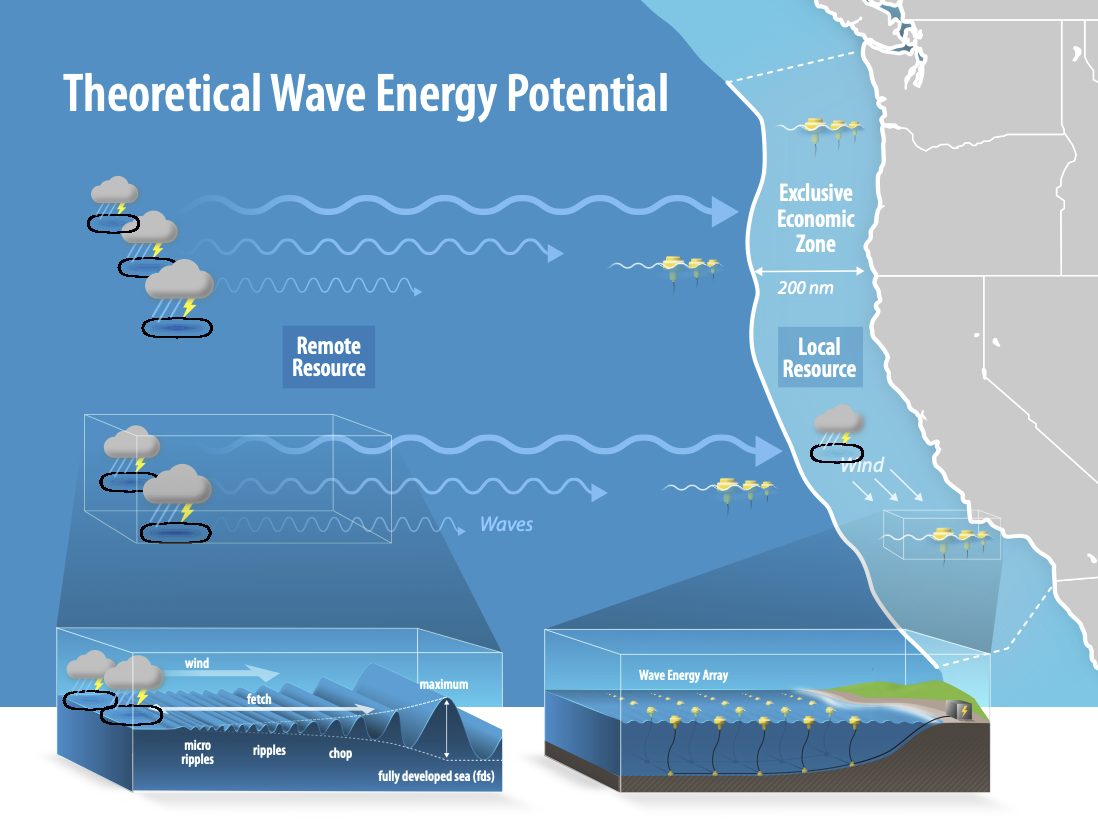 Theoretical Wave Energy Potential
Exclusive
Economic
Zone
200 nm
Remote
Resource
Local
Resource
Wind
Waves
wind
fetch
maximum
micro
ripples
ripples
chop
fully developed sea (fds)
Wave Energy Array